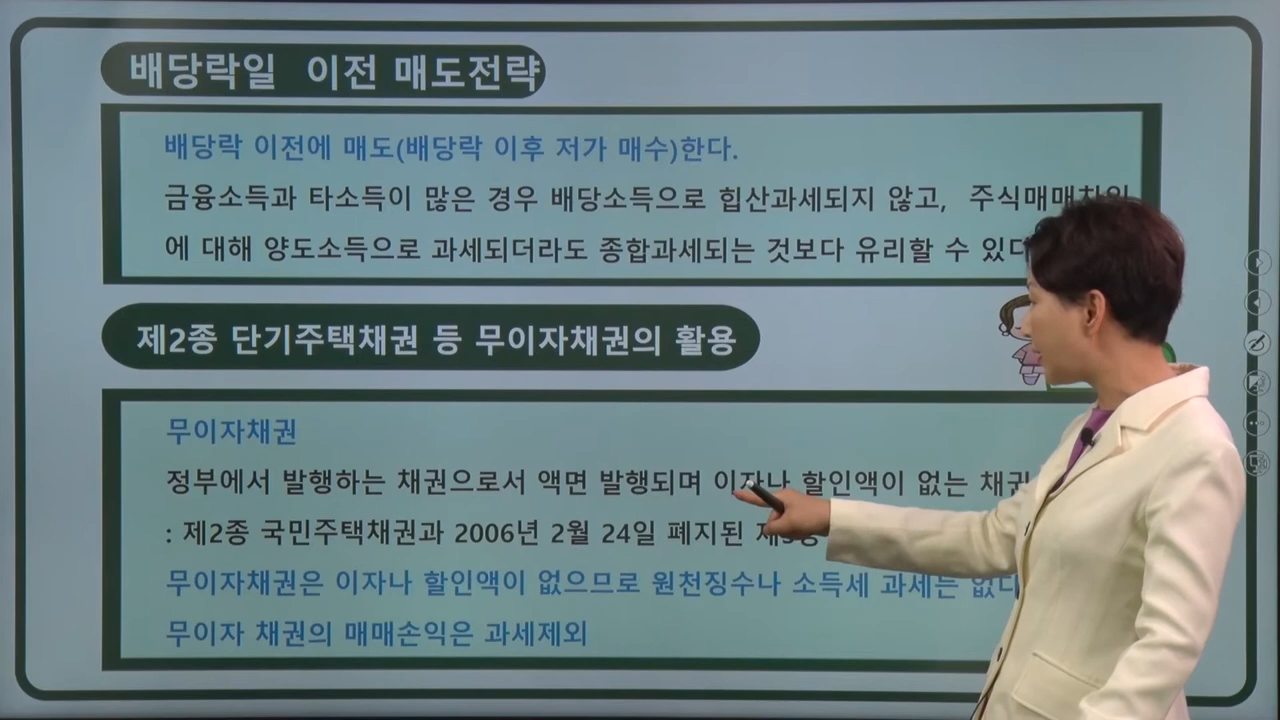 배당락일 이전 매도전략
배당락 이전에 매도(배당락 이후 저가 매수)한다.
금융소득과 타소득이 많은 경우 배당소득으로 힙산과세되지 않고, 주식매매차익
에 대해 양도소득으로 과세되더라도 종합과세되는 것보다 유리할 수 있다
제2종 단기주택채권 등 무이자채권의 활용
무이자채권
정부에서 발행하는 채권으로서 액면 발행되며 이자나 할인액이 없는 채권
: 제2종 국민주택채권과 2006년 2월 24일 폐지된
무이자채권은 이자나 할인액이 없으므로 원천징수나 소득세 과세는 없다
무이자 채권의 매매손익은 과세제외